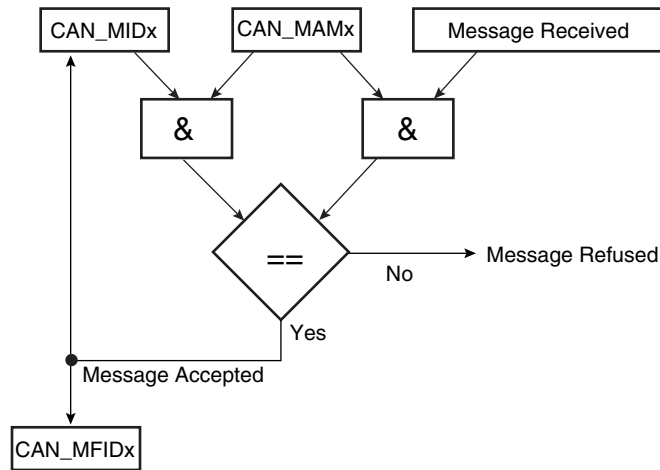 CAN_MIDx
CAN_MAMx
Message Received
&
&
==
No
Message Refused
Yes
Message Accepted
CAN_MFIDx